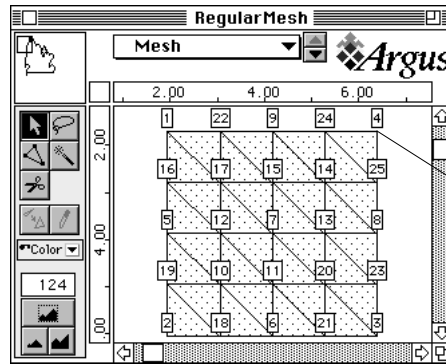 RegularMesh
Mesh
Argus
2.00 4.00 6.00
1 22 9 24 4
2.00
16 17 15 14 25
5 12 7 13 8
4.00
Color
19 10 11 20 23
124
2 18 6 21 3
.00